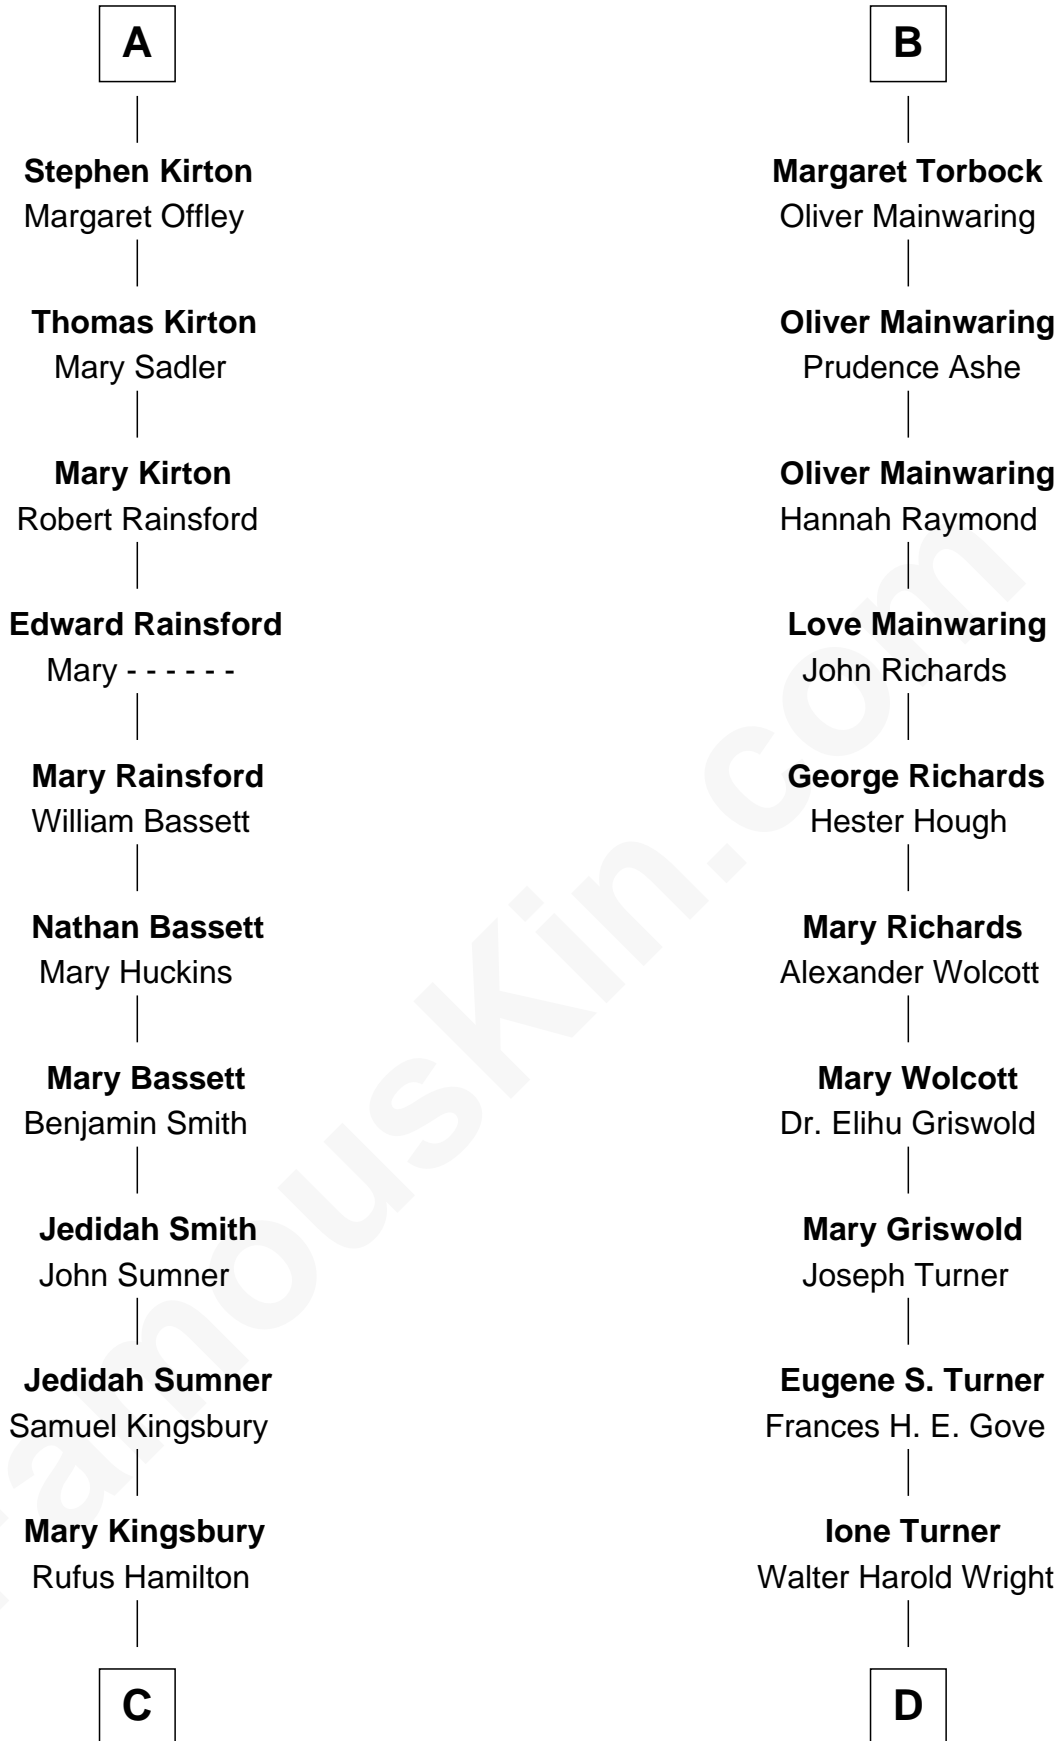 A
Stephen Kirton
Margaret Offley
Thomas Kirton
Mary Sadler
Mary Kirton
Robert Rainsford
Edward Rainsford
Mary - - - - - -
Mary Rainsford
William Bassett
Nathan Bassett
Mary Huckins
Mary Bassett
Benjamin Smith
Jedidah Smith
John Sumner
Jedidah Sumner
Samuel Kingsbury
Mary Kingsbury
Rufus Hamilton
C
B
Margaret Torbock
Oliver Mainwaring
Oliver Mainwaring
Prudence Ashe
Oliver Mainwaring
Hannah Raymond
Love Mainwaring
John Richards
George Richards
Hester Hough
Mary Richards
Alexander Wolcott
Mary Wolcott
Dr. Elihu Griswold
Mary Griswold
Joseph Turner
Eugene S. Turner
Frances H. E. Gove
Ione Turner
Walter Harold Wright
D
FamousKin.com